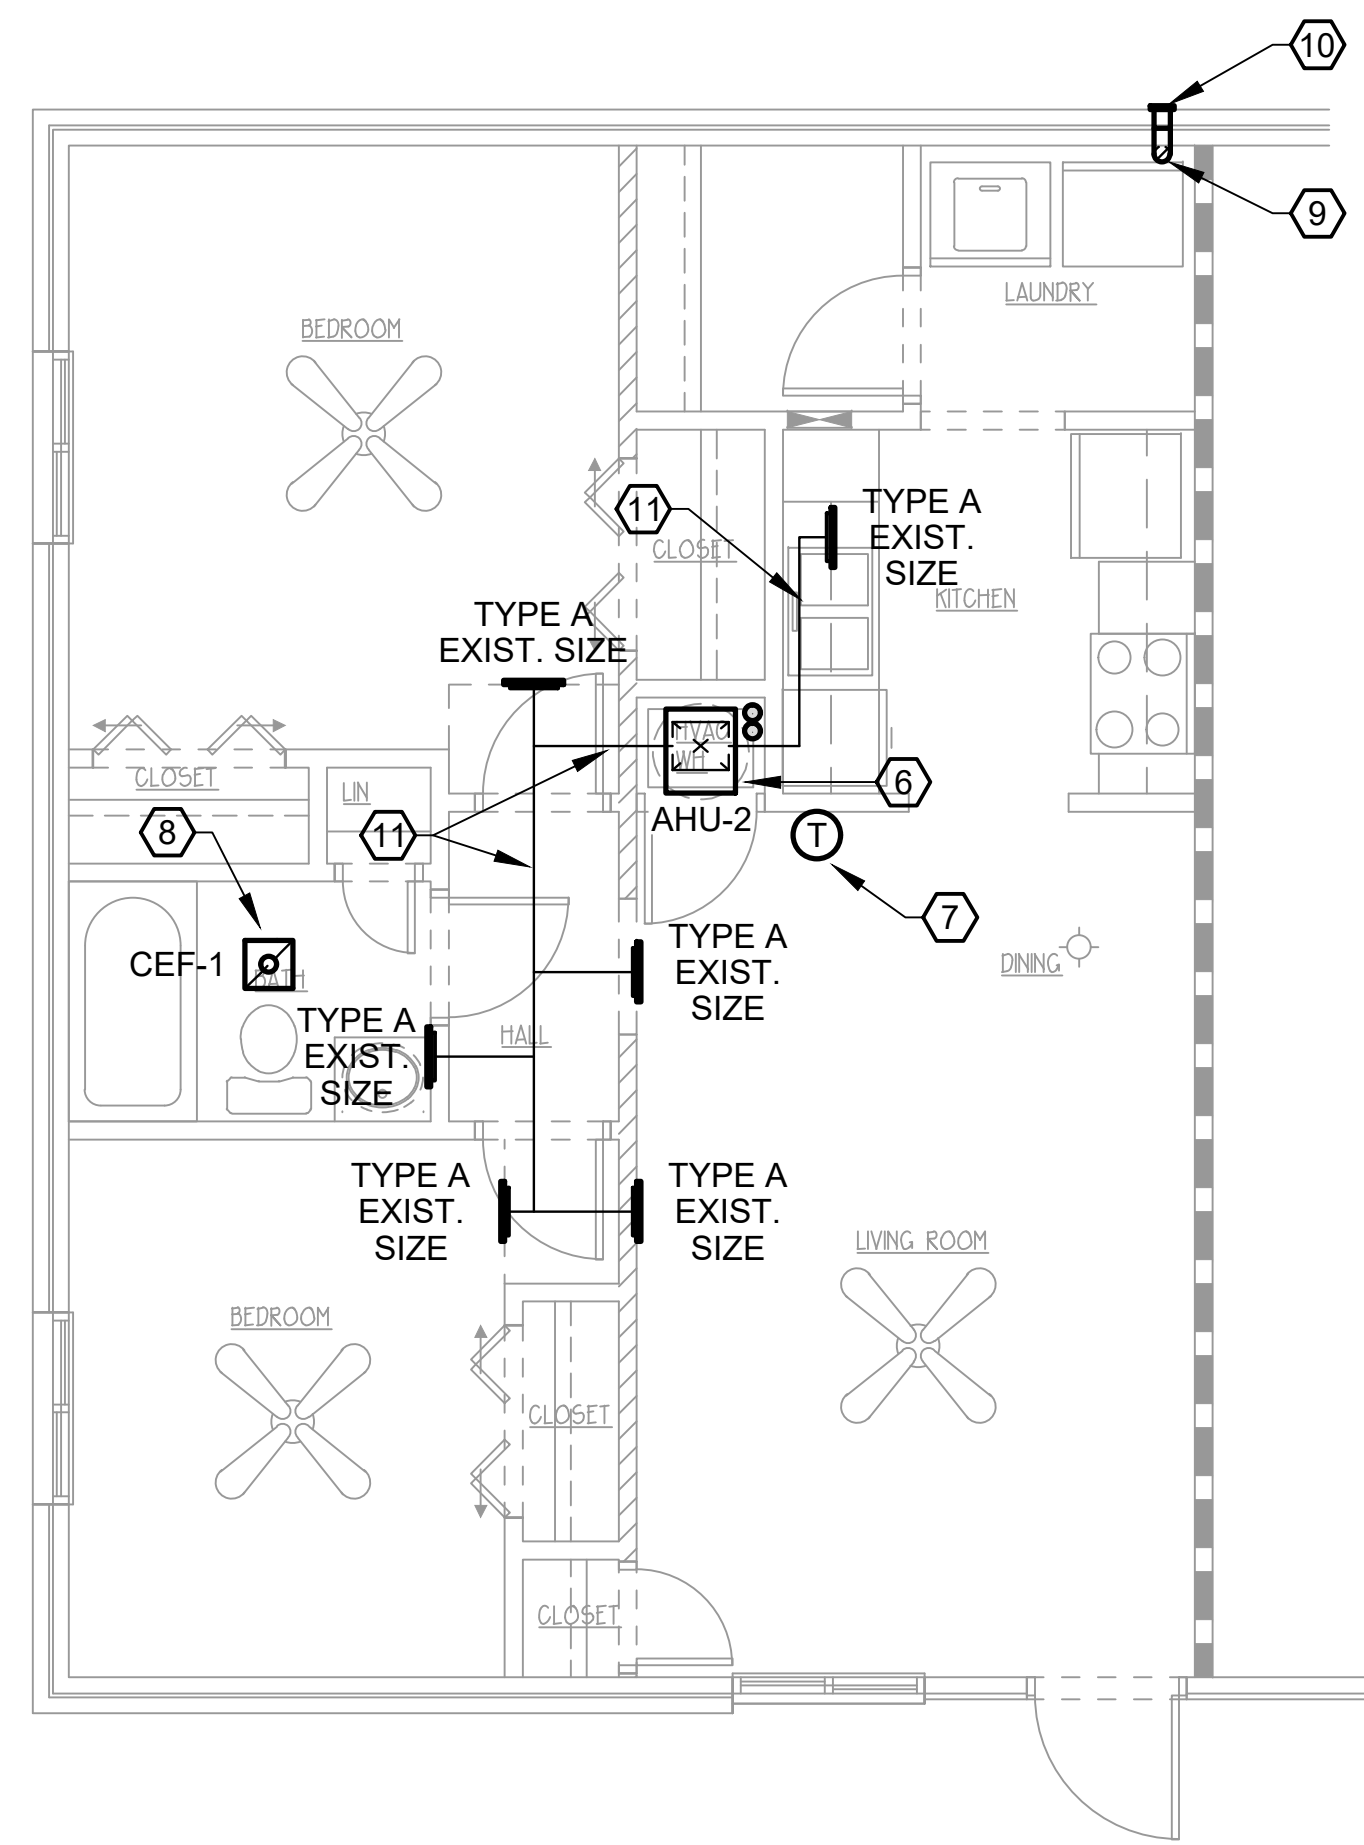 10
9
LAUNDRY
BEDROOM
11
TYPE A
EXIST.
SIZE
CLOSET
KITCHEN
TYPE A
EXIST. SIZE
HVAC
WH
CLOSET
LIN
6
AHU-2
8
11
T
7
CEF-1
BATH
TYPE A
EXIST.
SIZE
DINING
TYPE A
EXIST.
SIZE
HALL
TYPE A
EXIST.
SIZE
TYPE A
EXIST.
SIZE
LIVING ROOM
BEDROOM
CLOSET
CLOSET